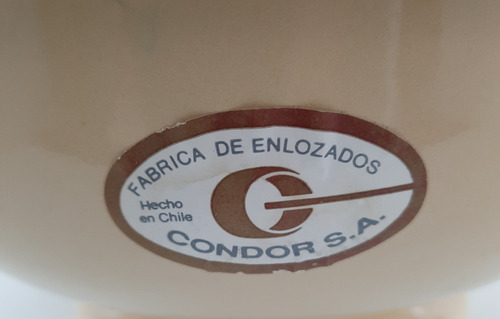 FABRICA DE ENLOZADOS
Hecho
en Chile
CONDOR S.A.